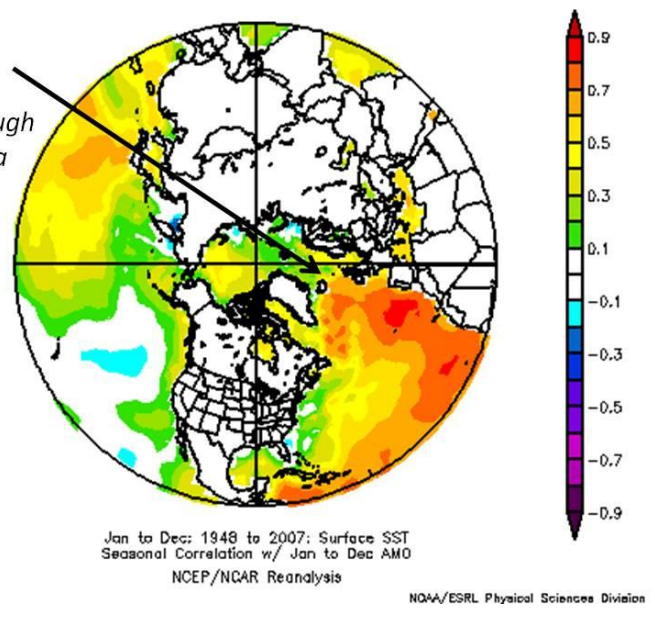 ugh
a
0.9
0.7
0.5
0.3
0.1
-0.1
-0.3
-0.5
-0.7
-0.9
Jan to Dec: 1948 to 2007: Surface SST
Seasonal Correlation w/ Jan to Dec AMO
NCEP/NCAR Reanalysis
NOAA/ESRL Physical Sciences Division